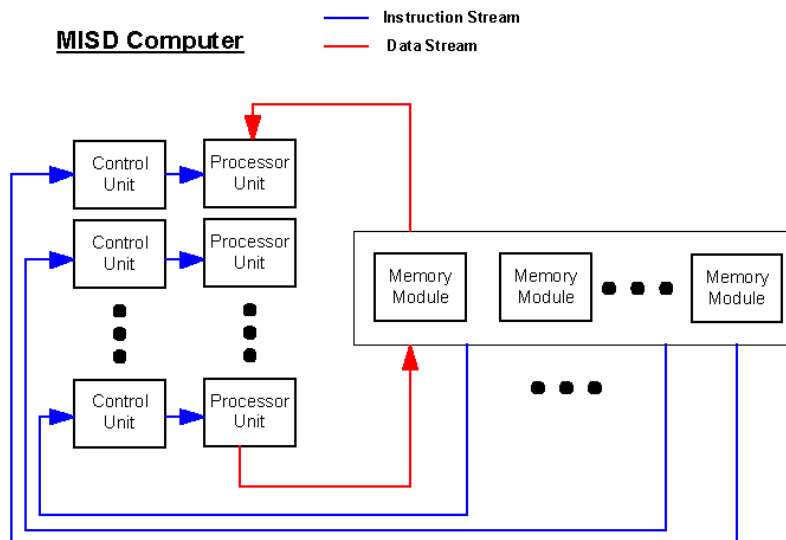 Instruction Stream
MISD Computer
Data Stream
Control
Unit
Processor
Unit
Control
Unit
Processor
Unit
Memory
Module
Memory
Module
Memory
Module
Control
Unit
Processor
Unit